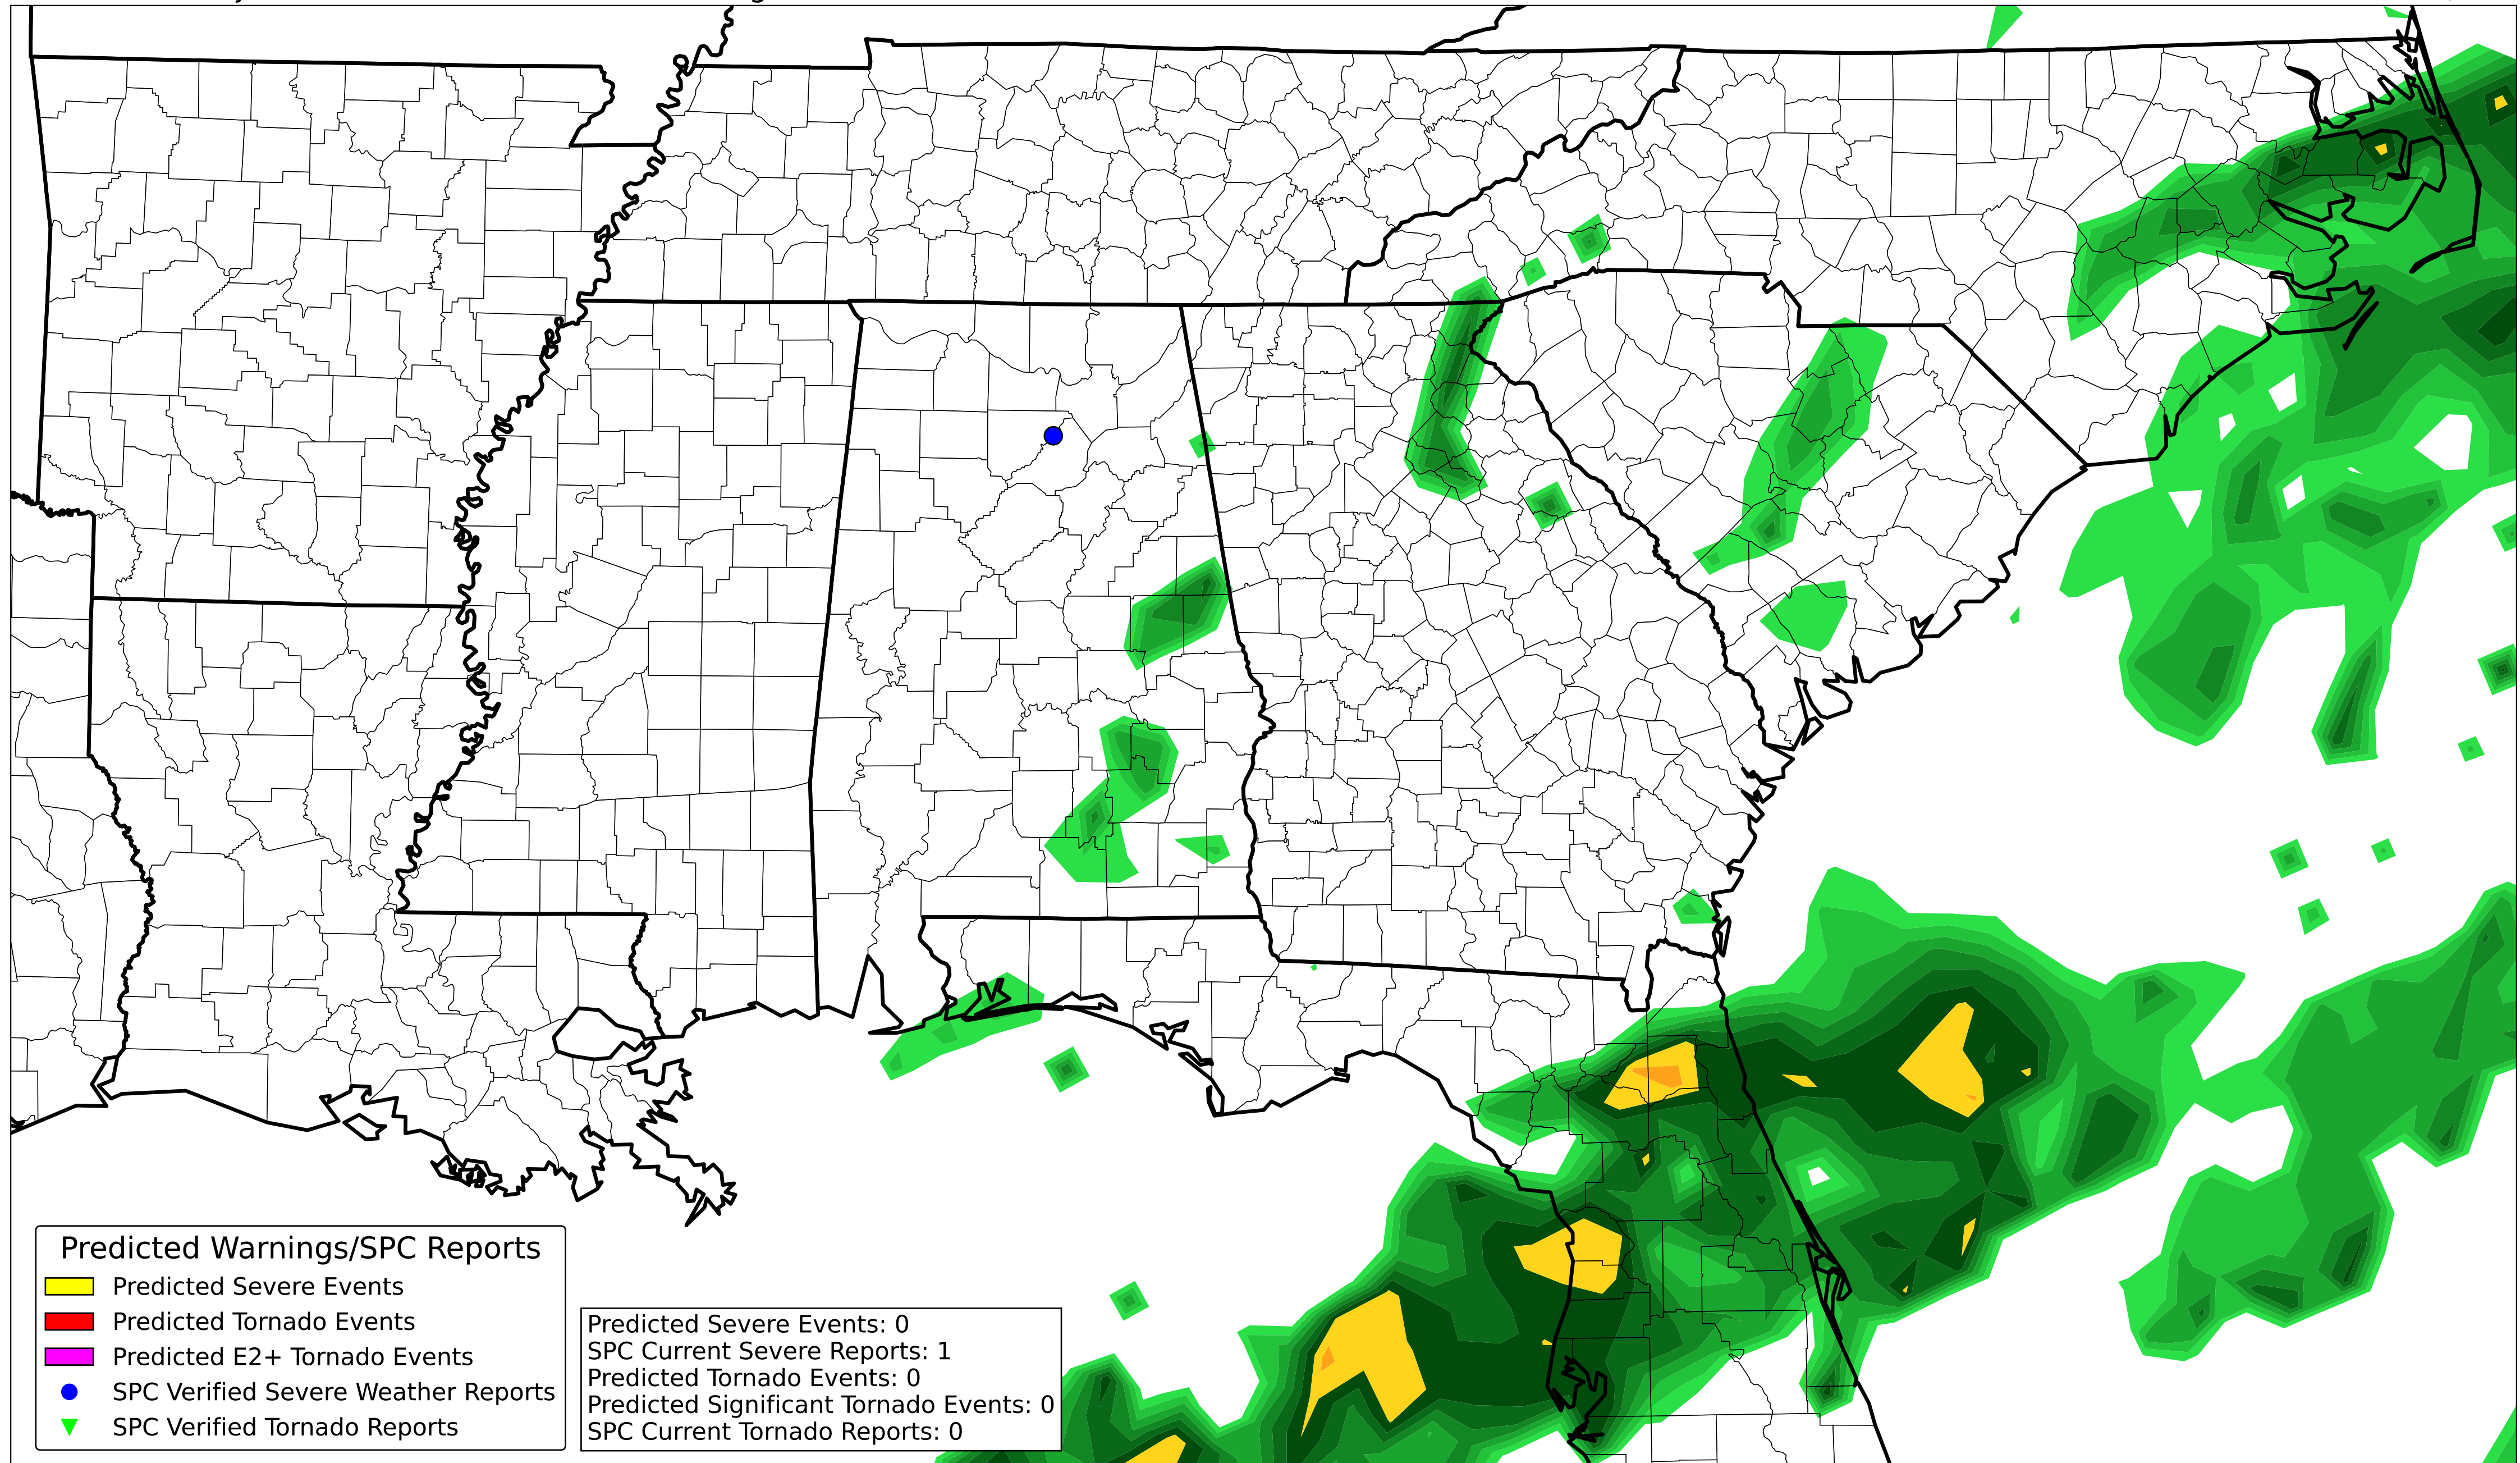 Predicted Warnings/SPC Reports
Predicted Severe Events
Predicted Tornado Events
Predicted E2+ Tornado Events
SPC Verified Severe Weather Reports
SPC Verified Tornado Reports
Predicted Severe Events: 0
SPC Current Severe Reports: 1
Predicted Tornado Events: 0
Predicted Significant Tornado Events: 0
SPC Current Tornado Reports: 0